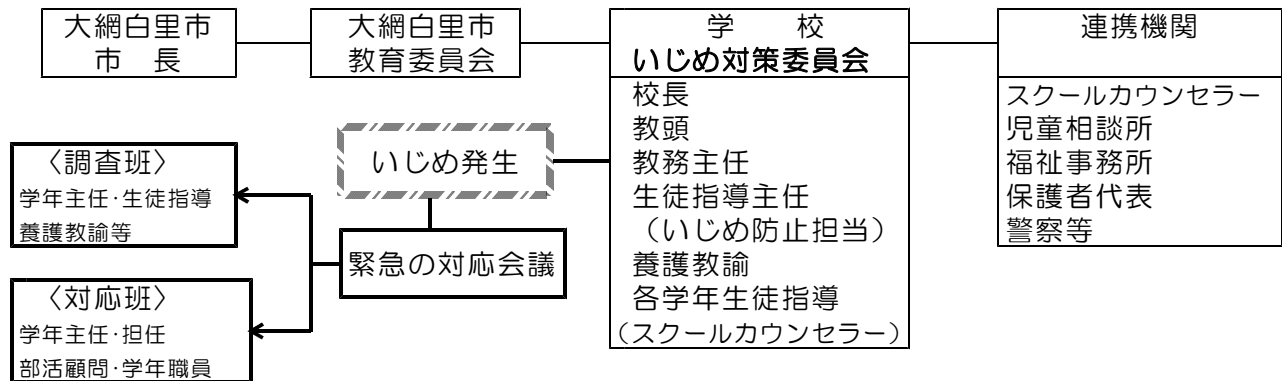 大網白里市
市　長
大網白里市
教育委員会
学　　校
いじめ対策委員会
校長
教頭
教務主任
生徒指導主任
（いじめ防止担当）
養護教諭
各学年生徒指導
（スクールカウンセラー）
連携機関
スクールカウンセラー
児童相談所
福祉事務所
保護者代表
警察等
いじめ発生
緊急の対応会議
〈調査班〉
学年主任·生徒指導
養護教諭等
〈対応班〉
学年主任·担任
部活顧問·学年職員